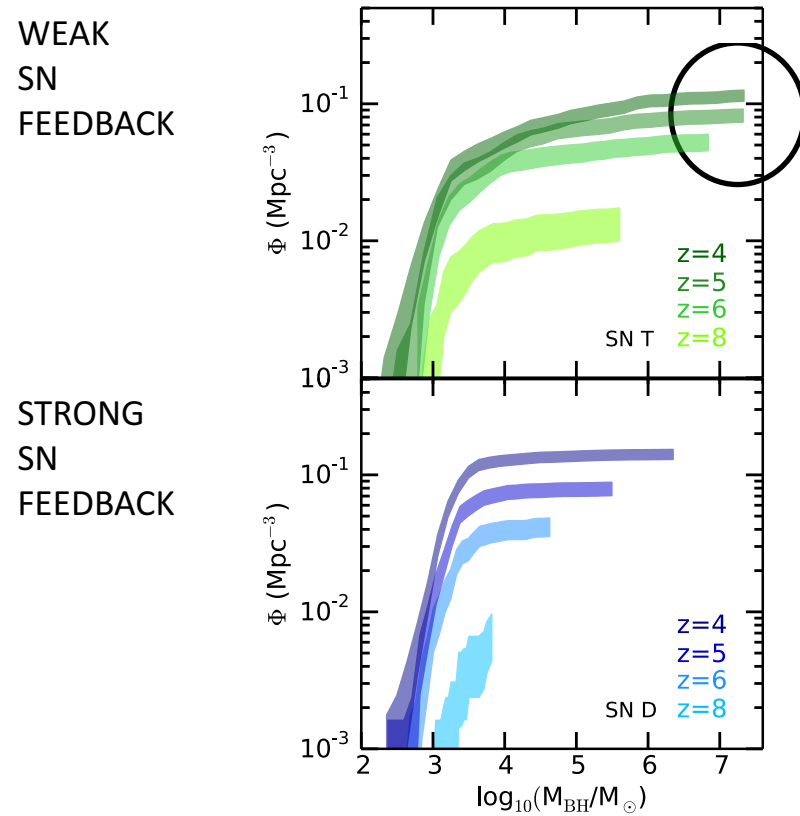 WEAK
SN
FEEDBACK
Φ (Mpc⁻³)
10⁻¹
10⁻²
10⁻³
SN T
z=4
z=5
z=6
z=8
STRONG
SN
FEEDBACK
Φ (Mpc⁻³)
10⁻¹
10⁻²
10⁻³
SN D
z=4
z=5
z=6
z=8
2 3 4 5 6 7
log₁₀(M_BH/M_⊙)